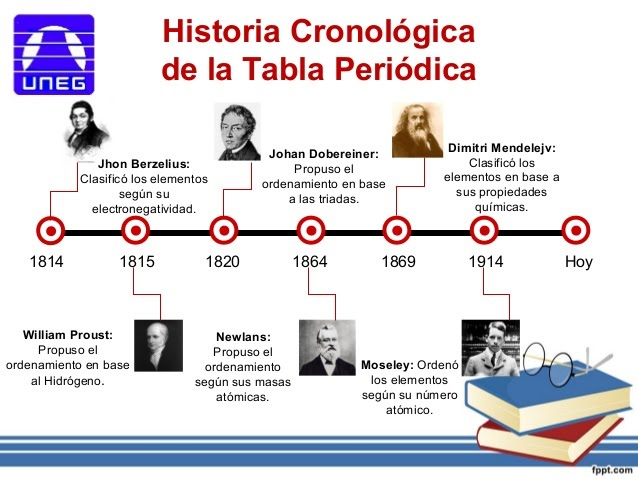 Historia Cronológica
de la Tabla Periódica
UNEG
Jhon Berzelius:
Clasificó los elementos
según su
electronegatividad.
Johan Dobereiner:
Propuso el
ordenamiento en base
a las triadas.
Dimitri Mendelejv:
Clasificó los
elementos en base a
sus propiedades
químicas.
1814
1815
1820
1864
1869
1914
Hoy
William Proust:
Propuso el
ordenamiento en base
al Hidrógeno.
Newlans:
Propuso el
ordenamiento
según sus masas
atómicas.
Moseley: Ordenó
los elementos
según su número
atómico.
fppt.com